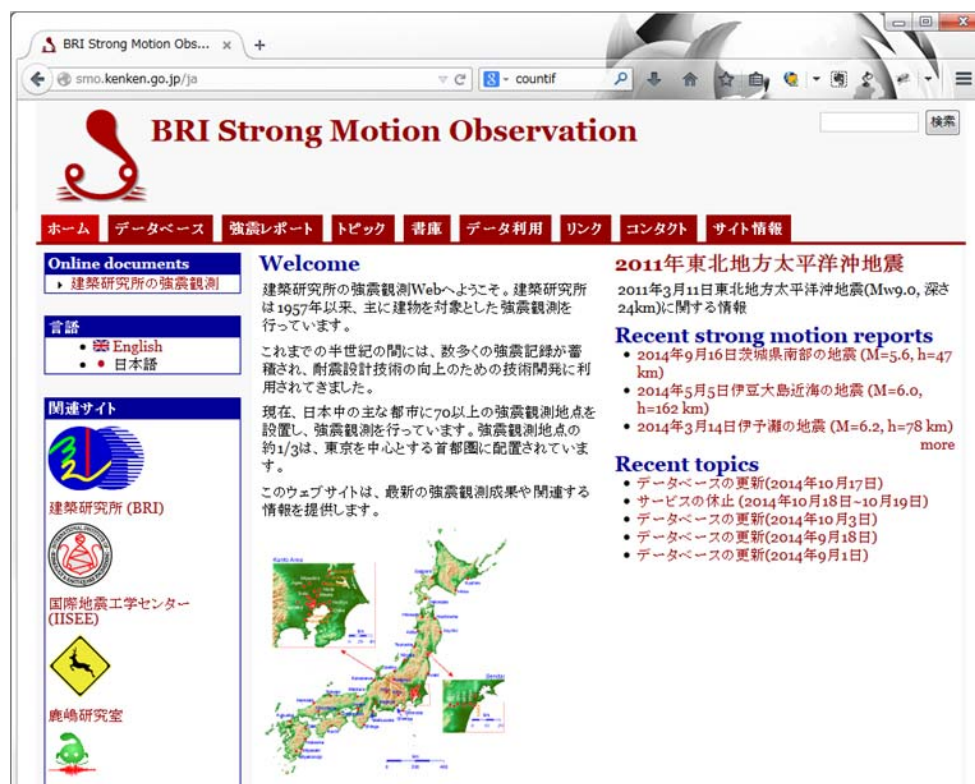 BRI Strong Motion Obs...
smo.kenken.go.jp/ja
countif
BRI Strong Motion Observation
検索
ホーム データベース 強震レポート トピック 書庫 データ利用 リンク コンタクト サイト情報
Online documents
建築研究所の強震観測
言語
English
日本語
関連サイト
建築研究所 (BRI)
国際地震工学センター
(IISEE)
鹿嶋研究室
Welcome
建築研究所の強震観測Webへようこそ。建築研究所
は1957年以来、主に建物を対象とした強震観測を
行っています。
これまでの半世紀の間には、数多くの強震記録が蓄
積され、耐震設計技術の向上のための技術開発に利
用されてきました。
現在、日本中の主な都市に70以上の強震観測地点を
設置し、強震観測を行っています。強震観測地点の
約1/3は、東京を中心とする首都圏に配置されていま
す。
このウェブサイトは、最新の強震観測成果や関連する
情報を提供します。
Kanto Area
Sendai
2011年東北地方太平洋沖地震
2011年3月11日東北地方太平洋沖地震(Mw9.0, 深さ
24km)に関する情報
Recent strong motion reports
2014年9月16日茨城県南部の地震 (M=5.6, h=47
km)
2014年5月5日伊豆大島近海の地震 (M=6.0,
h=162 km)
2014年3月14日伊予灘の地震 (M=6.2, h=78 km)
more
Recent topics
データベースの更新(2014年10月17日)
サービスの休止 (2014年10月18日~10月19日)
データベースの更新(2014年10月3日)
データベースの更新(2014年9月18日)
データベースの更新(2014年9月1日)